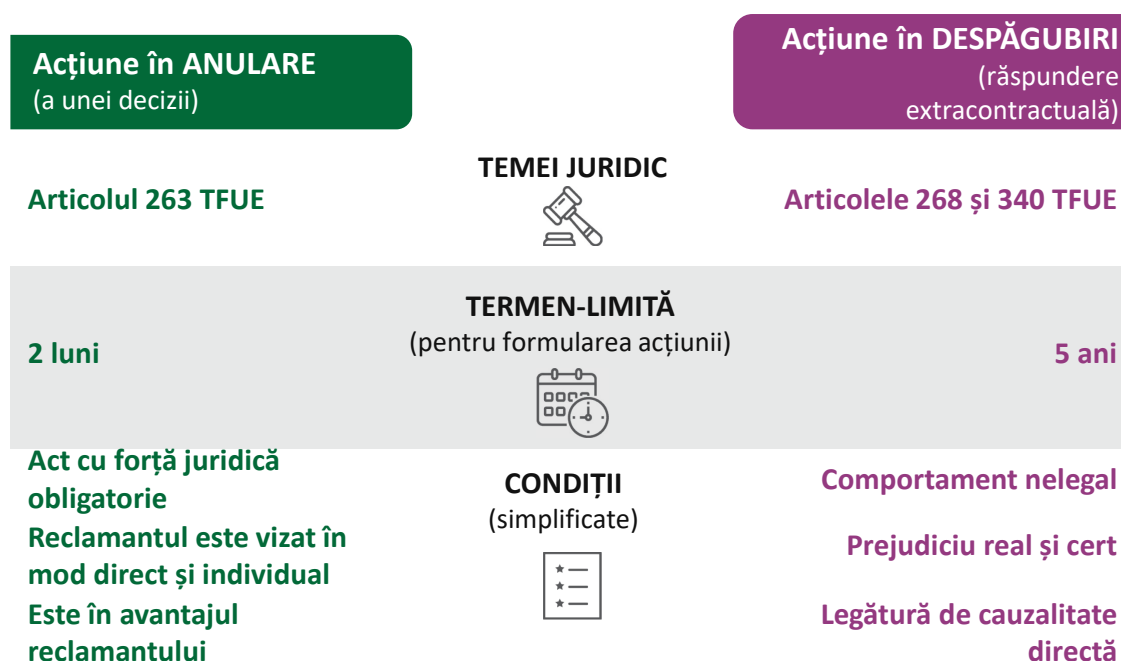 Acțiune în ANULARE
(a unei decizii)
Acțiune în DESPĂGUBIRI
(răspundere
extracontractuală)
TEMEI JURIDIC
Articolul 263 TFUE
Articolele 268 și 340 TFUE
TERMEN-LIMITĂ
(pentru formularea acțiunii)
2 luni
5 ani
CONDIȚII
(simplificate)
Act cu forță juridică
obligatorie
Reclamantul este vizat în
mod direct și individual
Este în avantajul
reclamantului
Comportament nelegal
Prejudiciu real și cert
Legătură de cauzalitate
directă